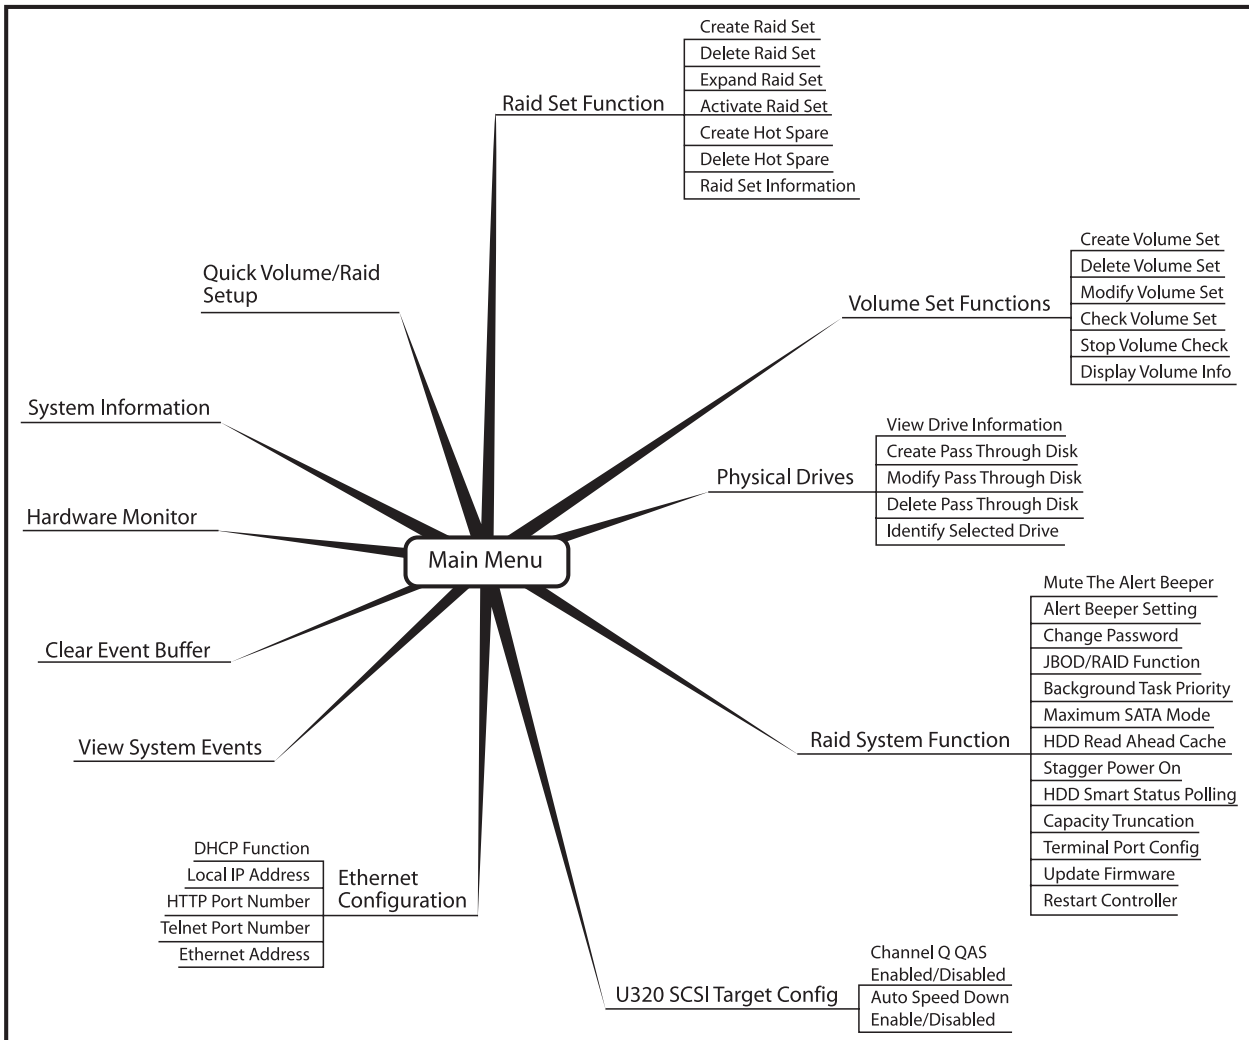 Create Raid Set
Delete Raid Set
Expand Raid Set
Raid Set Function
Activate Raid Set
Create Hot Spare
Delete Hot Spare
Raid Set Information
Create Volume Set
Delete Volume Set
Modify Volume Set
Volume Set Functions
Check Volume Set
Stop Volume Check
Display Volume Info
Quick Volume/Raid
Setup
System Information
View Drive Information
Create Pass Through Disk
Physical Drives
Modify Pass Through Disk
Delete Pass Through Disk
Identify Selected Drive
Hardware Monitor
Main Menu
Mute The Alert Beeper
Alert Beeper Setting
Change Password
JBOD/RAID Function
Background Task Priority
Maximum SATA Mode
Raid System Function
HDD Read Ahead Cache
Stagger Power On
HDD Smart Status Polling
Capacity Truncation
Terminal Port Config
Update Firmware
Restart Controller
Clear Event Buffer
View System Events
DHCP Function
Local IP Address
HTTP Port Number
Telnet Port Number
Ethernet Address
Ethernet
Configuration
U320 SCSI Target Config
Channel Q QAS
Enabled/Disabled
Auto Speed Down
Enable/Disabled